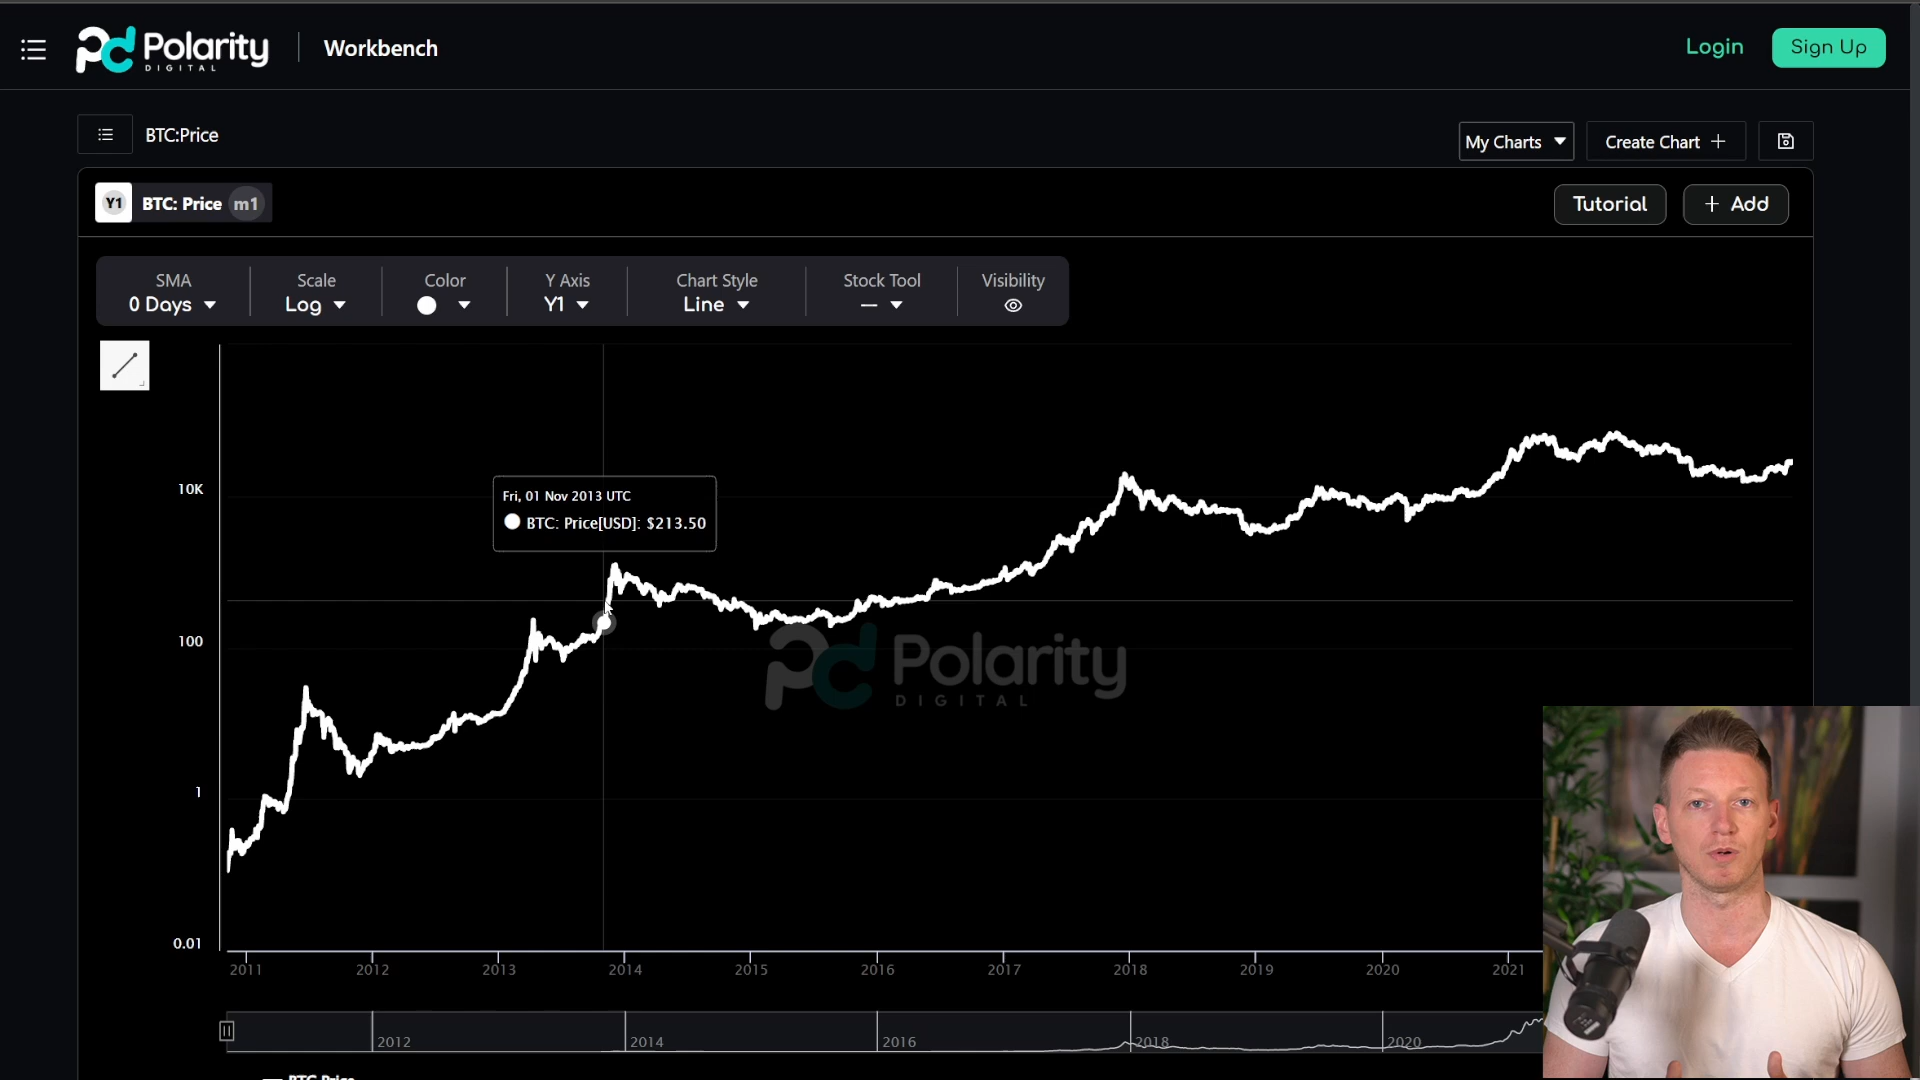 Polarity
DIGITAL
Workbench
Login
Sign Up
BTC:Price
My Charts
Create Chart +
Y1 BTC: Price m1
Tutorial
+ Add
SMA
0 Days
Scale
Log
Color
Y Axis
Y1
Chart Style
Line
Stock Tool
—
Visibility
Fri, 01 Nov 2013 UTC
BTC: Price[USD]: $213.50
10K
100
1
0.01
Polarity
DIGITAL
2011 2012 2013 2014 2015 2016 2017 2018 2019 2020 2021
2012 2014 2016 2018 2020
BTC Price